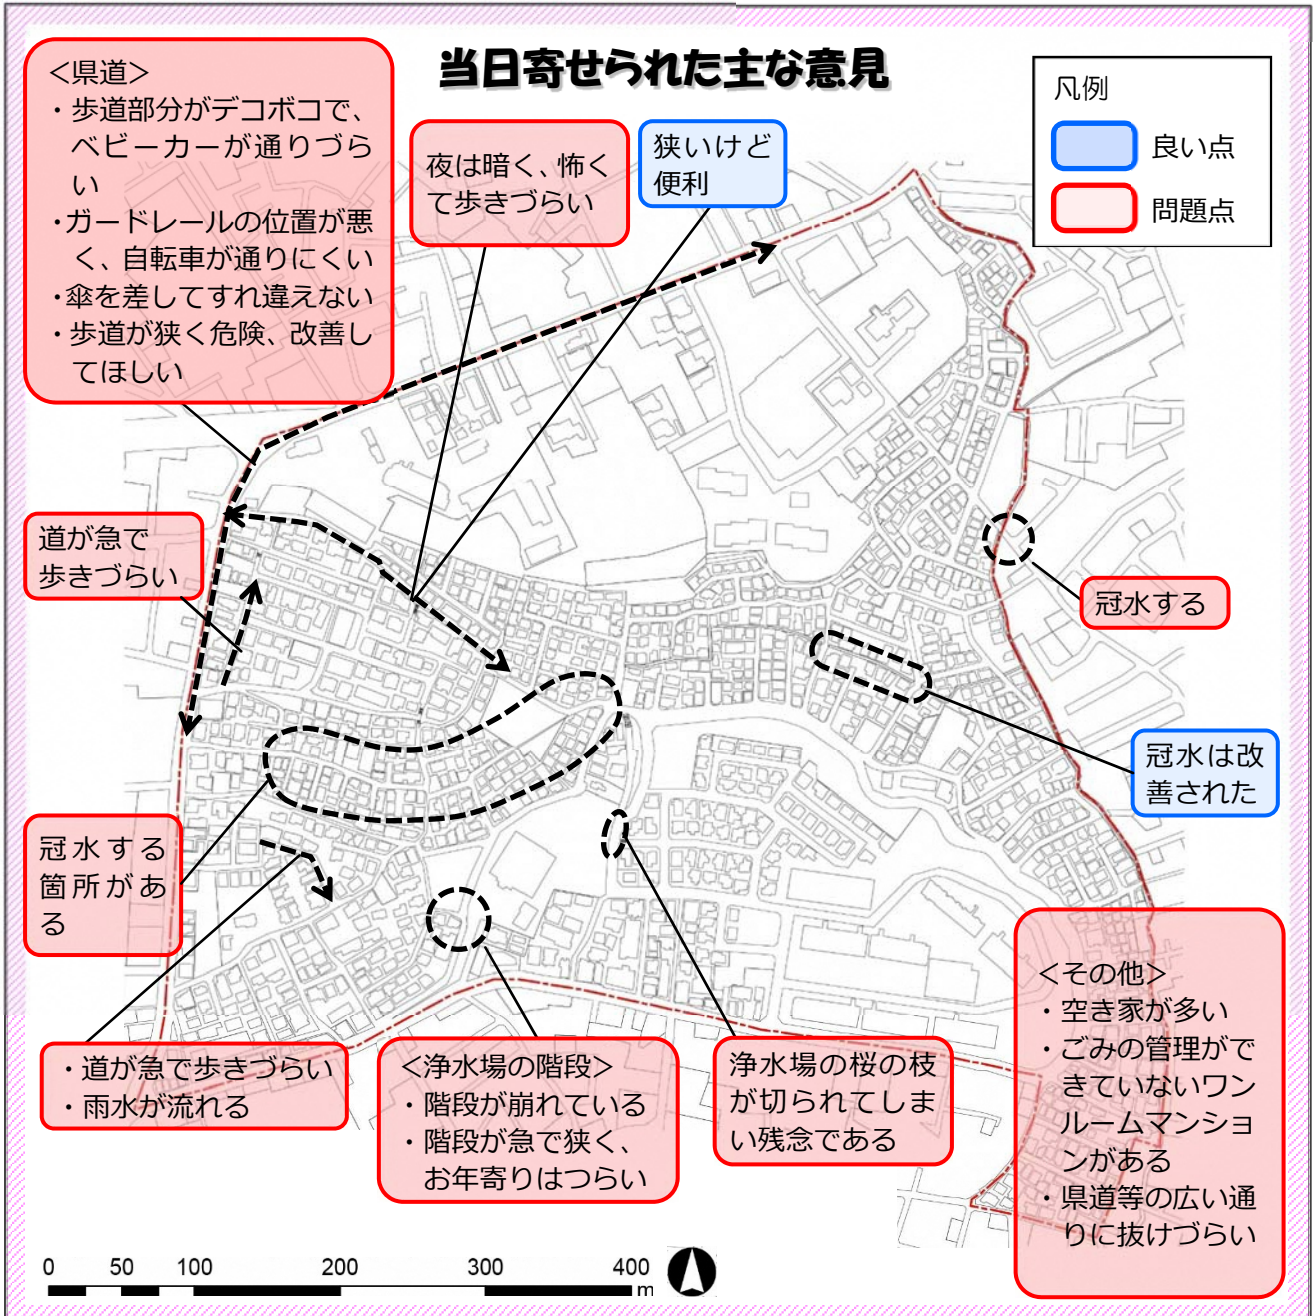 当日寄せられた主な意見
＜県道＞
・歩道部分がデコボコで、
ベビーカーが通りづら
い
・ガードレールの位置が悪
く、自転車が通りにくい
・傘を差してすれ違えない
・歩道が狭く危険、改善し
てほしい
夜は暗く、怖く
て歩きづらい
狭いけど
便利
凡例
良い点
問題点
道が急で
歩きづらい
冠水する
冠水は改
善された
冠水する
箇所があ
る
・道が急で歩きづらい
・雨水が流れる
＜浄水場の階段＞
・階段が崩れている
・階段が急で狭く、
お年寄りはつらい
浄水場の桜の枝
が切られてしま
い残念である
＜その他＞
・空き家が多い
・ごみの管理がで
きていないワン
ルームマンショ
ンがある
・県道等の広い通
りに抜けづらい
0 50 100 200 300 400
m